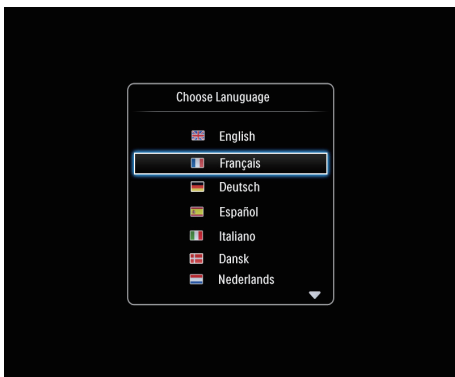 Choose Lanuguage
English
Français
Deutsch
Español
Italiano
Dansk
Nederlands